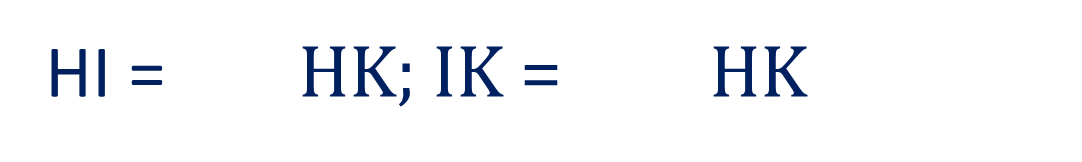 HI = HK; IK = HK